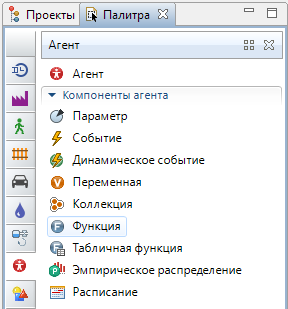 Проекты Палитра
Агент
Агент
Компоненты агента
Параметр
Событие
Динамическое событие
Переменная
Коллекция
Функция
Табличная функция
Эмпирическое распределение
Расписание